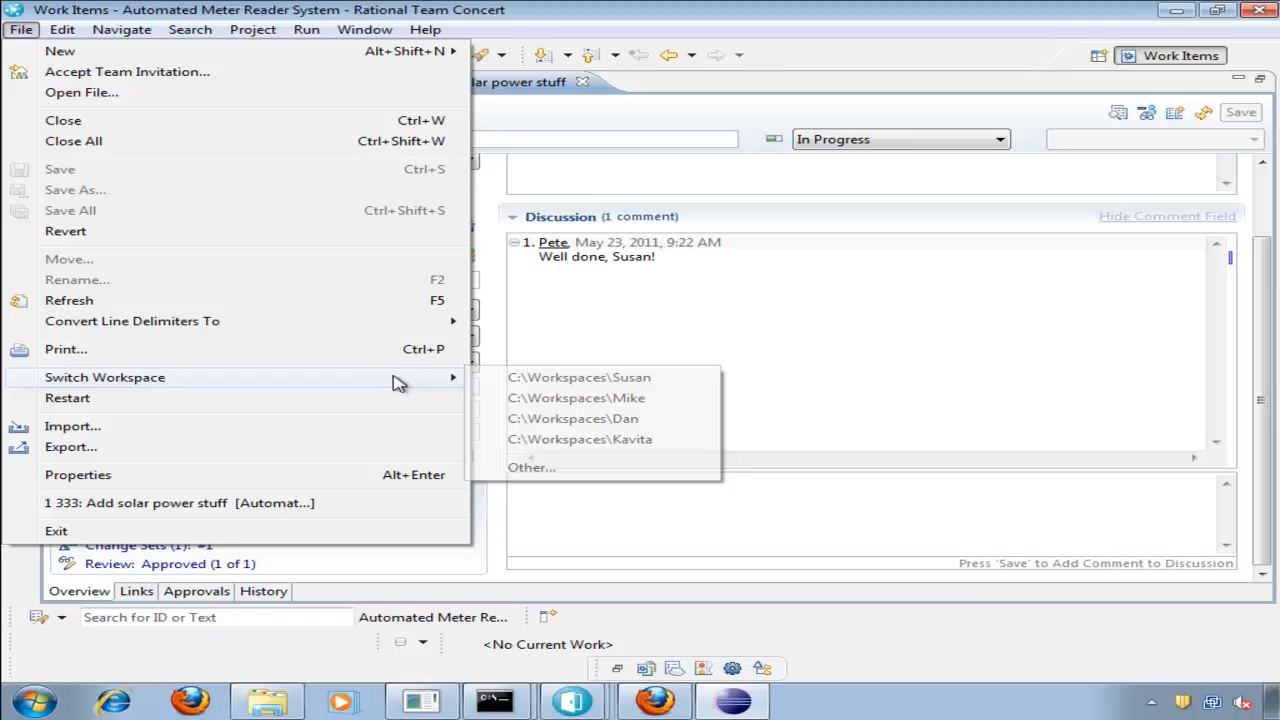 Work Items - Automated Meter Reader System - Rational Team Concert
File Edit Navigate Search Project Run Window Help
New Alt+Shift+N
Accept Team Invitation...
Open File...
Close Ctrl+W
Close All Ctrl+Shift+W
Save Ctrl+S
Save As...
Save All Ctrl+Shift+S
Revert
Move...
Rename... F2
Refresh F5
Convert Line Delimiters To
Print... Ctrl+P
Switch Workspace
Restart
Import...
Export...
Properties Alt+Enter
1 333: Add solar power stuff [Automat...]
Exit
C:\Workspaces\Susan
C:\Workspaces\Mike
C:\Workspaces\Dan
C:\Workspaces\Kavita
Other...
Work Items
lar power stuff
Save
In Progress
Discussion (1 comment) Hide Comment Field
1. Pete, May 23, 2011, 9:22 AM
Well done, Susan!
Press 'Save' to Add Comment to Discussion
Change Sets (1): #1
Review: Approved (1 of 1)
Overview Links Approvals History
Search for ID or Text Automated Meter Re...
<No Current Work>